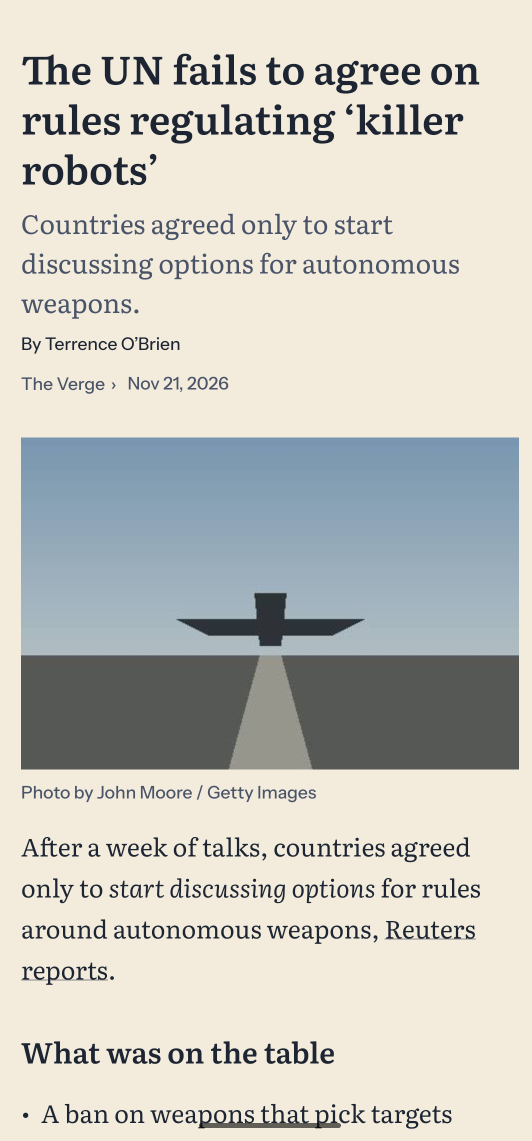 The UN fails to agree on
rules regulating ‘killer
robots’
Countries agreed only to start
discussing options for autonomous
weapons.
By Terrence O’Brien
The Verge › Nov 21, 2026
Photo by John Moore / Getty Images
After a week of talks, countries agreed
only to start discussing options for rules
around autonomous weapons, Reuters
reports.
What was on the table
• A ban on weapons that pick targets